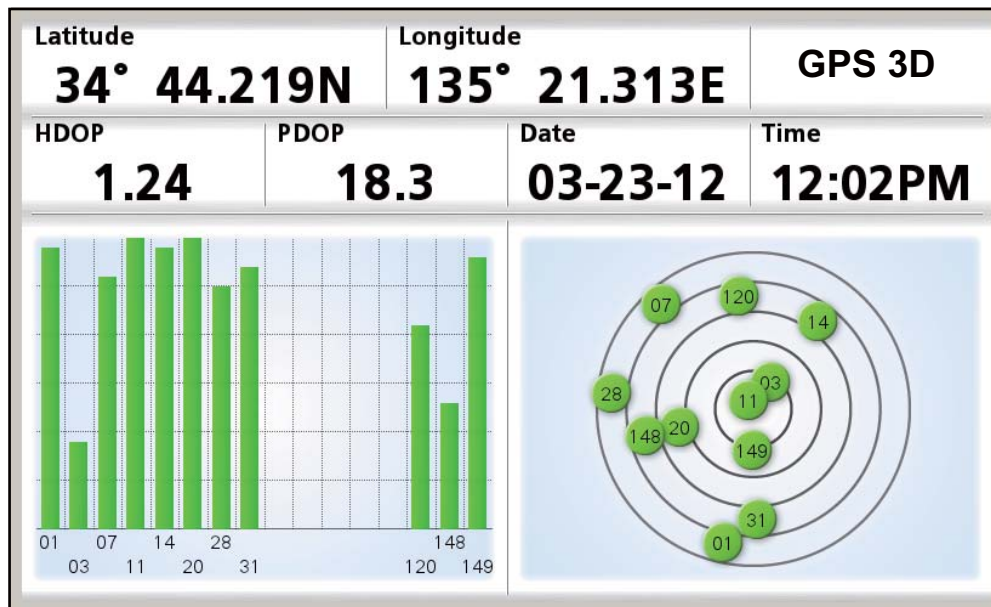 Latitude Longitude
34° 44.219N 135° 21.313E GPS 3D
HDOP PDOP Date Time
1.24 18.3 03-23-12 12:02PM
01 07 14 28 148
03 11 20 31 120 149
07 120
14
03
28 11
148 20
149
31
01